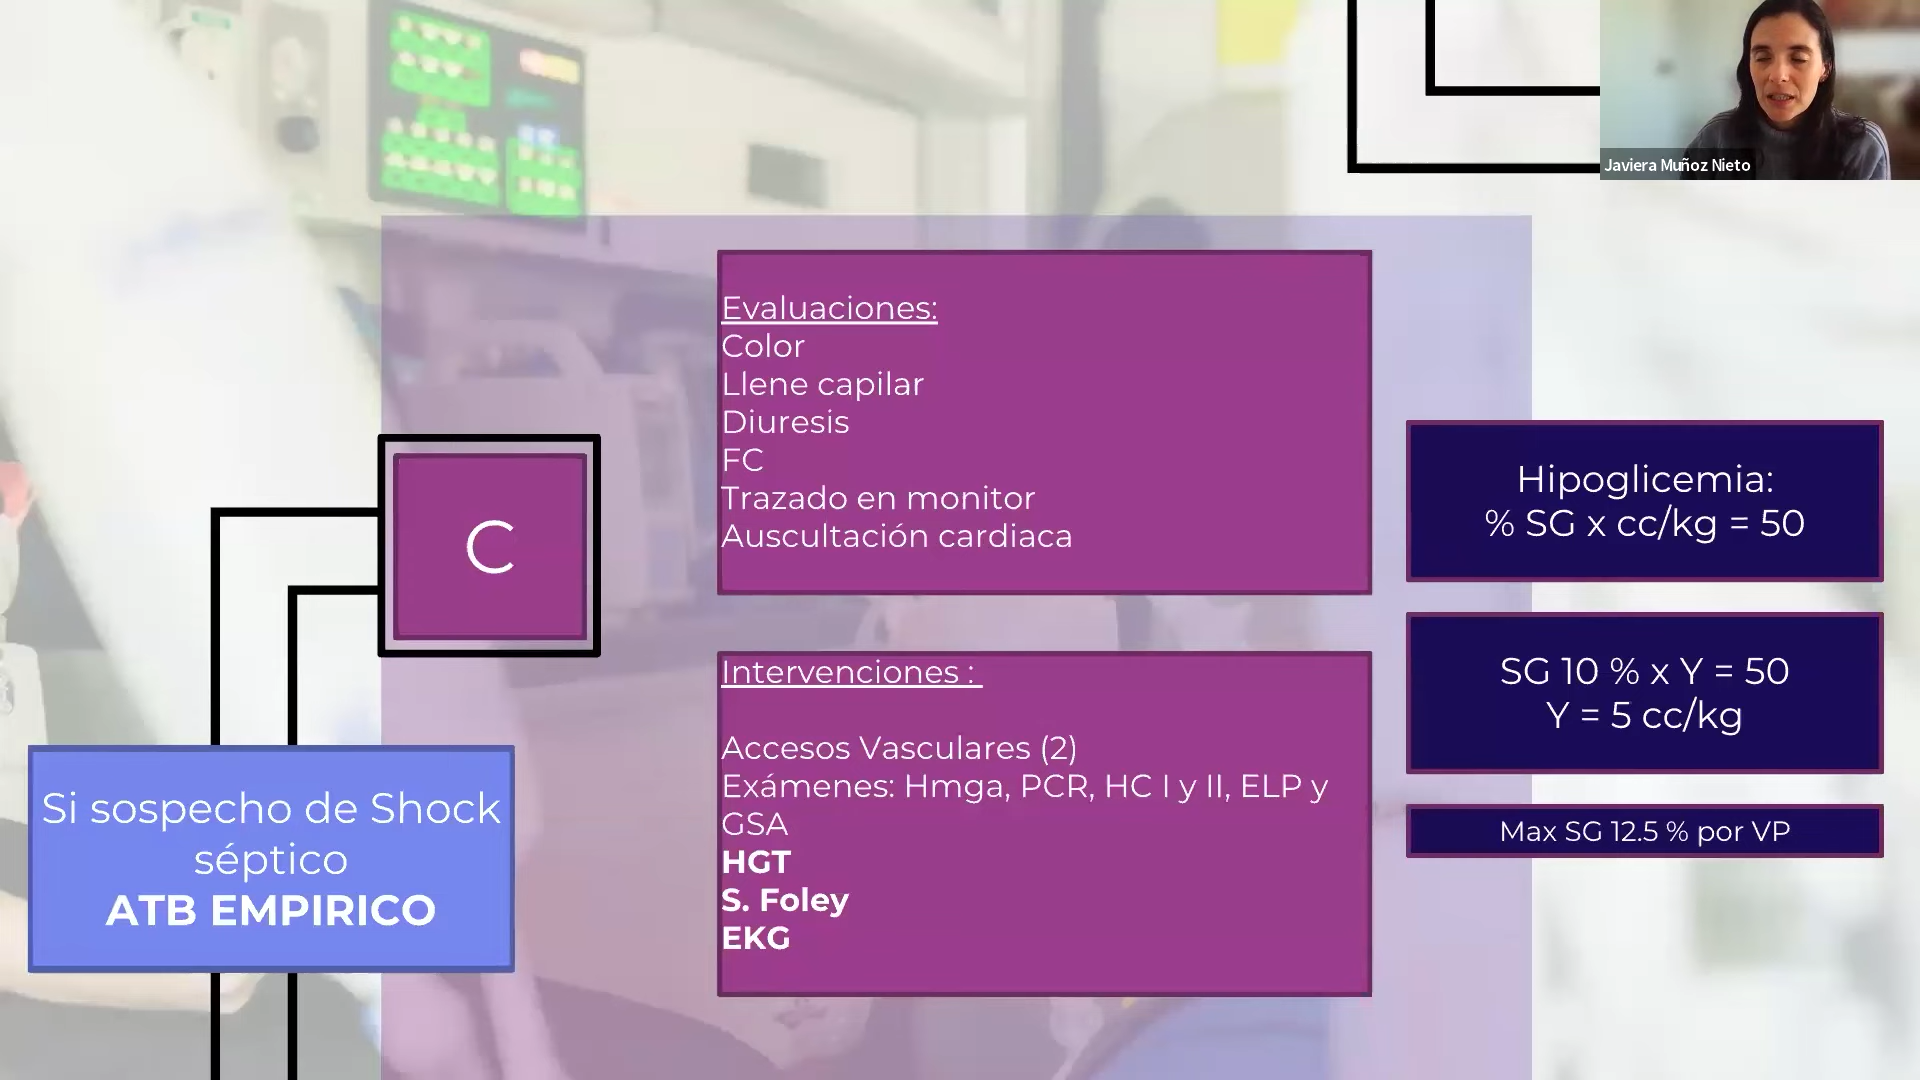 Javiera Muñoz Nieto
Evaluaciones:
Color
Llene capilar
Diuresis
FC
Trazado en monitor
Auscultación cardiaca
C
Intervenciones :
Accesos Vasculares (2)
Exámenes: Hmga, PCR, HC I y II, ELP y
GSA
HGT
S. Foley
EKG
Si sospecho de Shock
séptico
ATB EMPIRICO
Hipoglicemia:
% SG x cc/kg = 50
SG 10 % x Y = 50
Y = 5 cc/kg
Max SG 12.5 % por VP